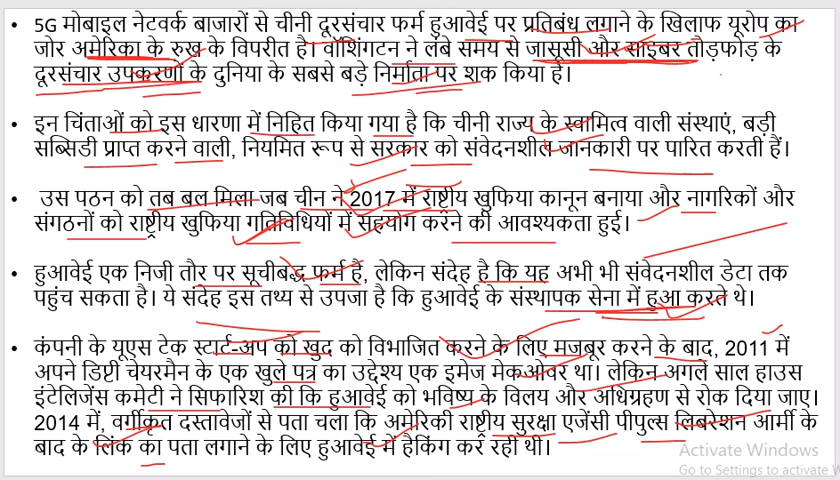 • 5G मोबाइल नेटवर्क बाजारों से चीनी दूरसंचार फर्म हुआवेई पर प्रतिबंध लगाने के खिलाफ यूरोप का
जोर अमेरिका के रुख के विपरीत है। वॉशिंगटन ने लंबे समय से जासूसी और साइबर तोड़फोड़ के
दूरसंचार उपकरणों के दुनिया के सबसे बड़े निर्माता पर शक किया है।
• इन चिंताओं को इस धारणा में निहित किया गया है कि चीनी राज्य के स्वामित्व वाली संस्थाएं, बड़ी
सब्सिडी प्राप्त करने वाली, नियमित रूप से सरकार को संवेदनशील जानकारी पर पारित करती हैं।
• उस पठन को तब बल मिला जब चीन ने 2017 में राष्ट्रीय खुफिया कानून बनाया और नागरिकों और
संगठनों को राष्ट्रीय खुफिया गतिविधियों में सहयोग करने की आवश्यकता हुई।
• हुआवेई एक निजी तौर पर सूचीबद्ध फर्म है, लेकिन संदेह है कि यह अभी भी संवेदनशील डेटा तक
पहुंच सकता है। ये संदेह इस तथ्य से उपजा है कि हुआवेई के संस्थापक सेना में हुआ करते थे।
• कंपनी के यूएस टेक स्टार्ट-अप को खुद को विभाजित करने के लिए मजबूर करने के बाद, 2011 में
अपने डिप्टी चेयरमैन के एक खुले पत्र का उद्देश्य एक इमेज मेकओवर था। लेकिन अगले साल हाउस
इंटेलिजेंस कमेटी ने सिफारिश की कि हुआवेई को भविष्य के विलय और अधिग्रहण से रोक दिया जाए।
2014 में, वर्गीकृत दस्तावेजों से पता चला कि अमेरिकी राष्ट्रीय सुरक्षा एजेंसी पीपुल्स लिबरेशन आर्मी के
बाद के लिंक का पता लगाने के लिए हुआवेई में हैकिंग कर रही थी।
Activate Windows
Go to Settings to activate W